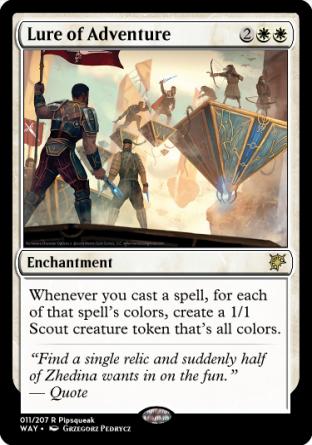 Lure of Adventure 2
Enchantment
Whenever you cast a spell, for each
of that spell's colors, create a 1/1
Scout creature token that's all colors.
"Find a single relic and suddenly half
of Zhedina wants in on the fun."
— Quote
011/207 R Pipsqueak
WAY • Grzegorz Pedrycz